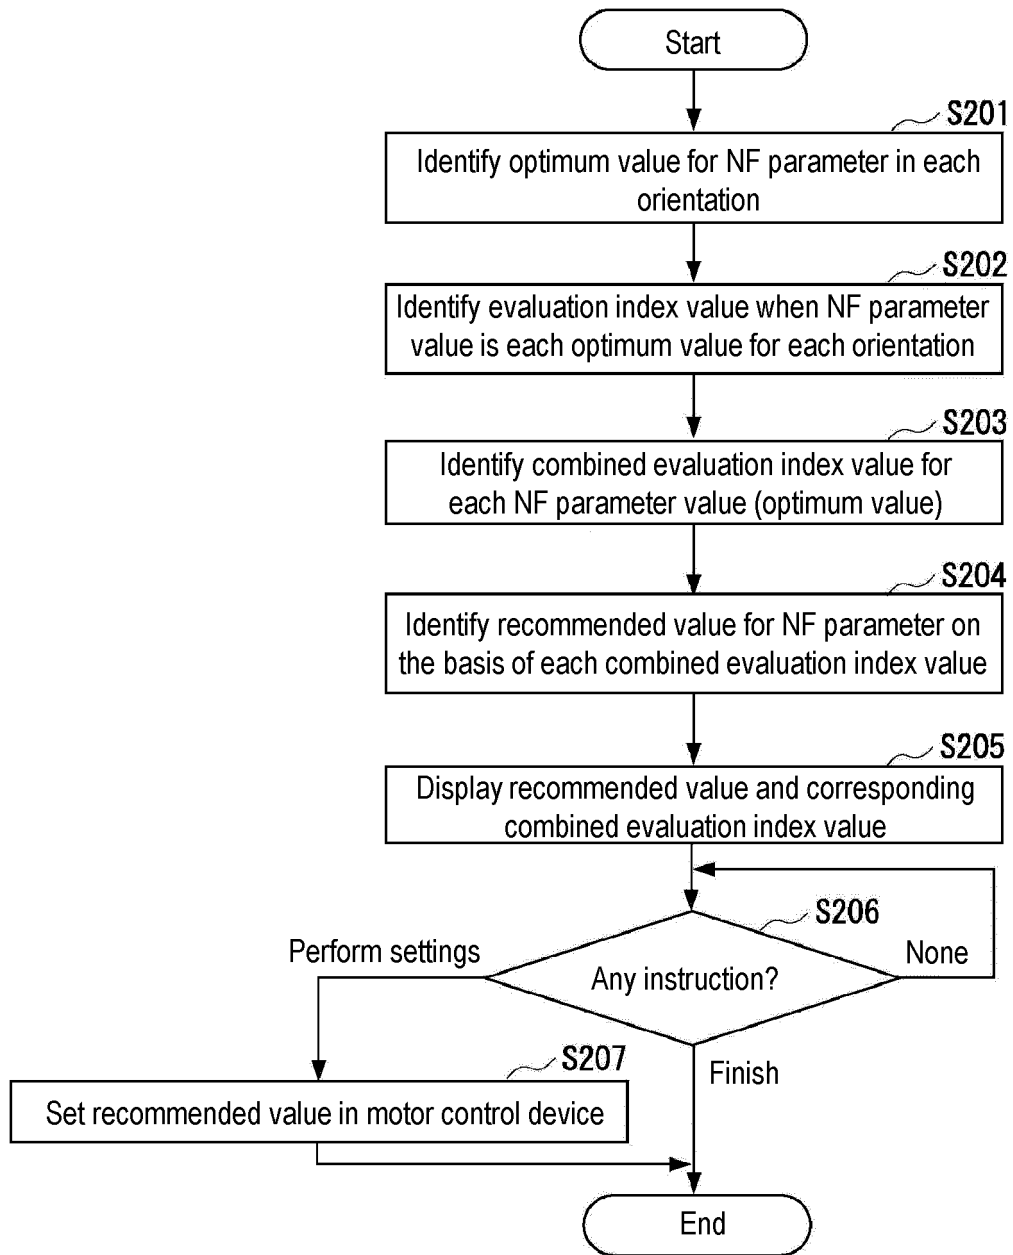 Start
S201
Identify optimum value for NF parameter in each
orientation
S202
Identify evaluation index value when NF parameter
value is each optimum value for each orientation
S203
Identify combined evaluation index value for
each NF parameter value (optimum value)
S204
Identify recommended value for NF parameter on
the basis of each combined evaluation index value
S205
Display recommended value and corresponding
combined evaluation index value
S206
Perform settings
Any instruction?
None
S207
Finish
Set recommended value in motor control device
End